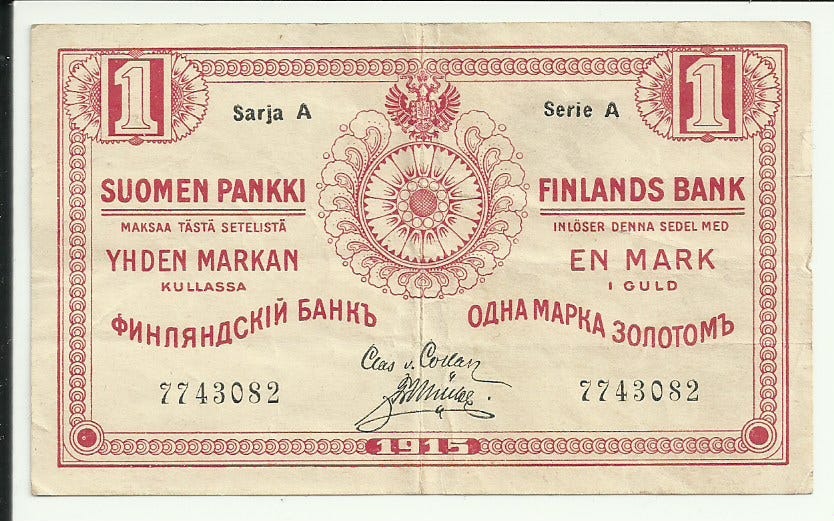 1 1
Sarja A Serie A
SUOMEN PANKKI FINLANDS BANK
MAKSAA TÄSTÄ SETELISTÄ INLÖSER DENNA SEDEL MED
YHDEN MARKAN EN MARK
KULLASSA I GULD
ФИНЛЯНДСКІЙ БАНКЪ ОДНА МАРКА ЗОЛОТОМЪ
Clas v. Collan
7743082 7743082
1915